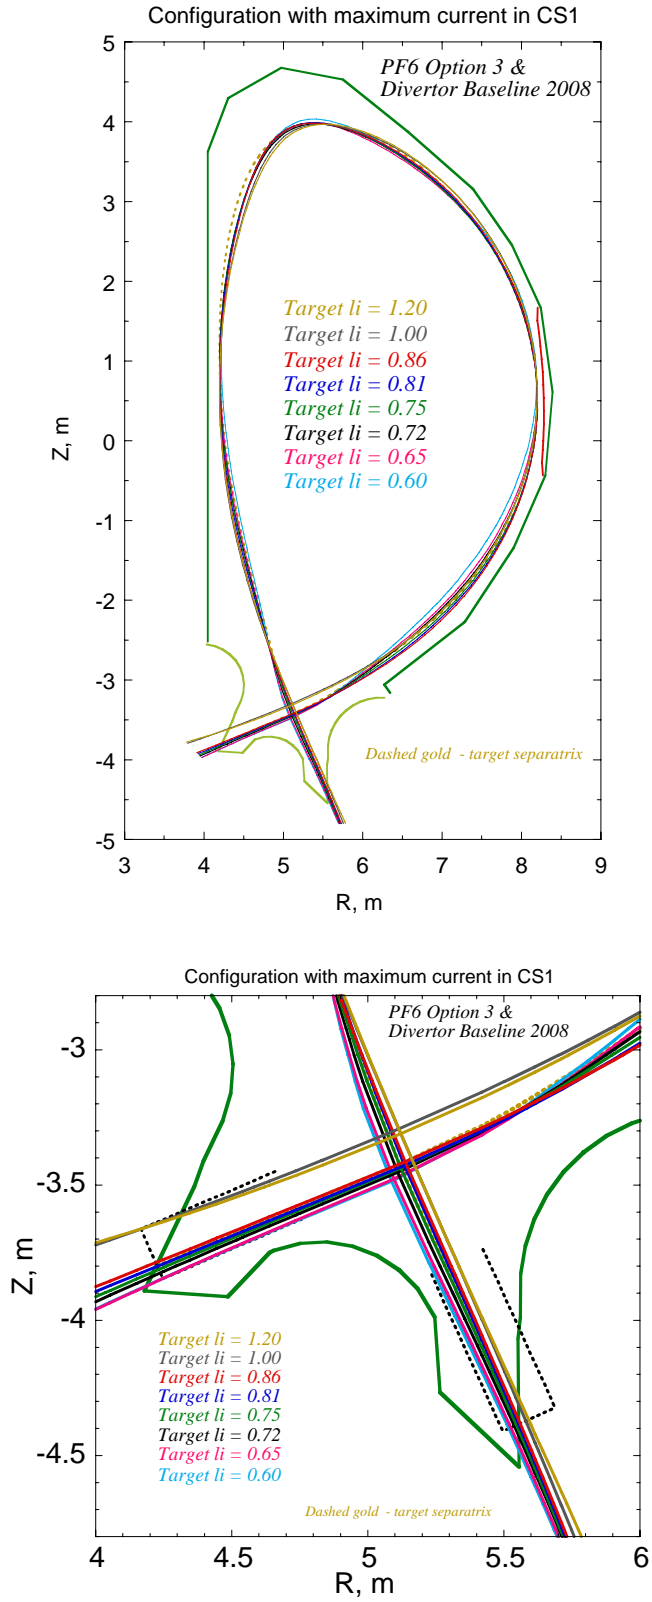 Configuration with maximum current in CS1
PF6 Option 3 &
Divertor Baseline 2008
5
4
3
2
1
0
-1
-2
-3
-4
-5
Z, m
Target li = 1.20
Target li = 1.00
Target li = 0.86
Target li = 0.81
Target li = 0.75
Target li = 0.72
Target li = 0.65
Target li = 0.60
Dashed gold - target separatrix
3 4 5 6 7 8 9
R, m
Configuration with maximum current in CS1
PF6 Option 3 &
Divertor Baseline 2008
-3
-3.5
-4
-4.5
Z, m
Target li = 1.20
Target li = 1.00
Target li = 0.86
Target li = 0.81
Target li = 0.75
Target li = 0.72
Target li = 0.65
Target li = 0.60
Dashed gold - target separatrix
4 4.5 5 5.5 6
R, m